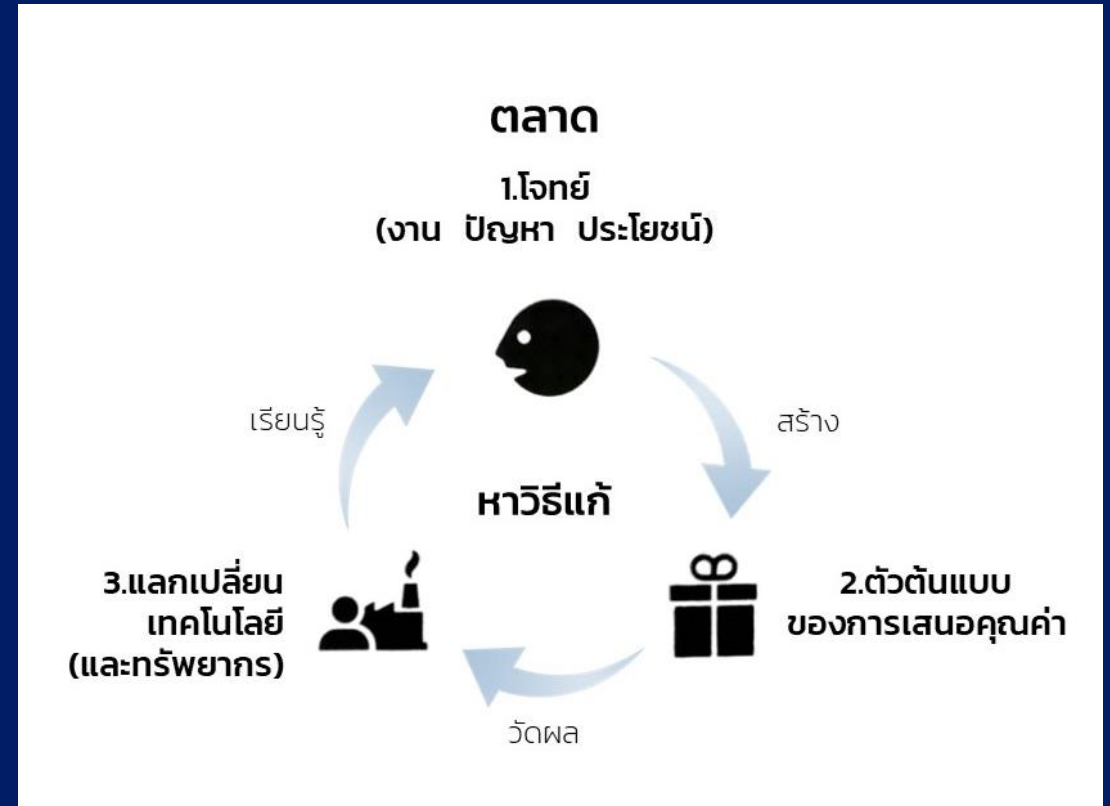 ตลาด
1.โจทย์
(งาน ปัญหา ประโยชน์)
เรียนรู้
สร้าง
หาวิธีแก้
3.แลกเปลี่ยน
เทคโนโลยี
(และทรัพยากร)
2.ตัวต้นแบบ
ของการเสนอคุณค่า
วัดผล